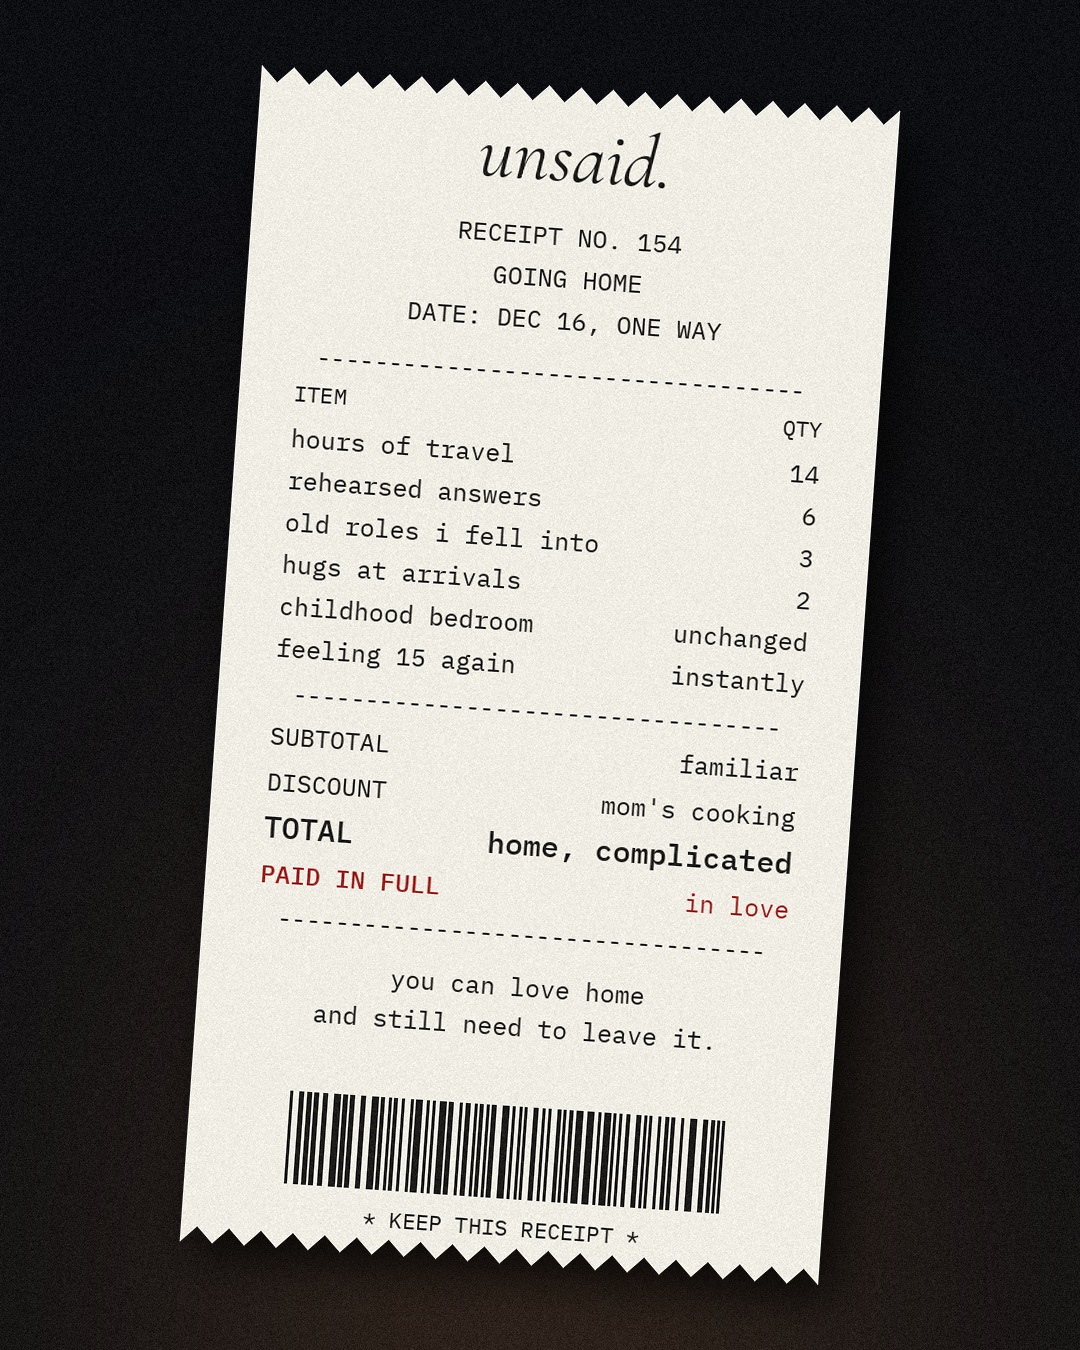 unsaid.
RECEIPT NO. 154
GOING HOME
DATE: DEC 16, ONE WAY
----------------------------------
ITEM QTY
hours of travel 14
rehearsed answers 6
old roles i fell into 3
hugs at arrivals 2
childhood bedroom unchanged
feeling 15 again instantly
----------------------------------
SUBTOTAL familiar
DISCOUNT mom's cooking
TOTAL home, complicated
PAID IN FULL in love
----------------------------------
you can love home
and still need to leave it.
* KEEP THIS RECEIPT *